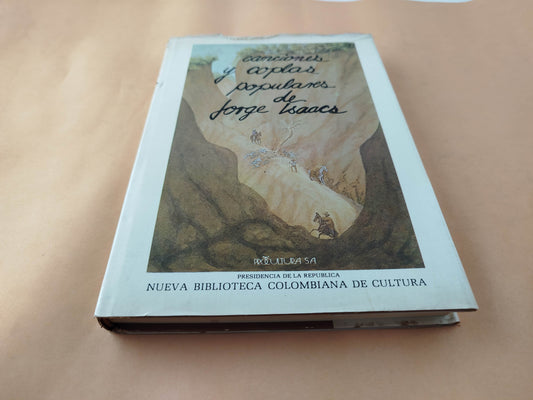 canciones
y coplas
populares
de
Jorge Isaacs
PROCULTURA S.A.
PRESIDENCIA DE LA REPUBLICA
NUEVA BIBLIOTECA COLOMBIANA DE CULTURA